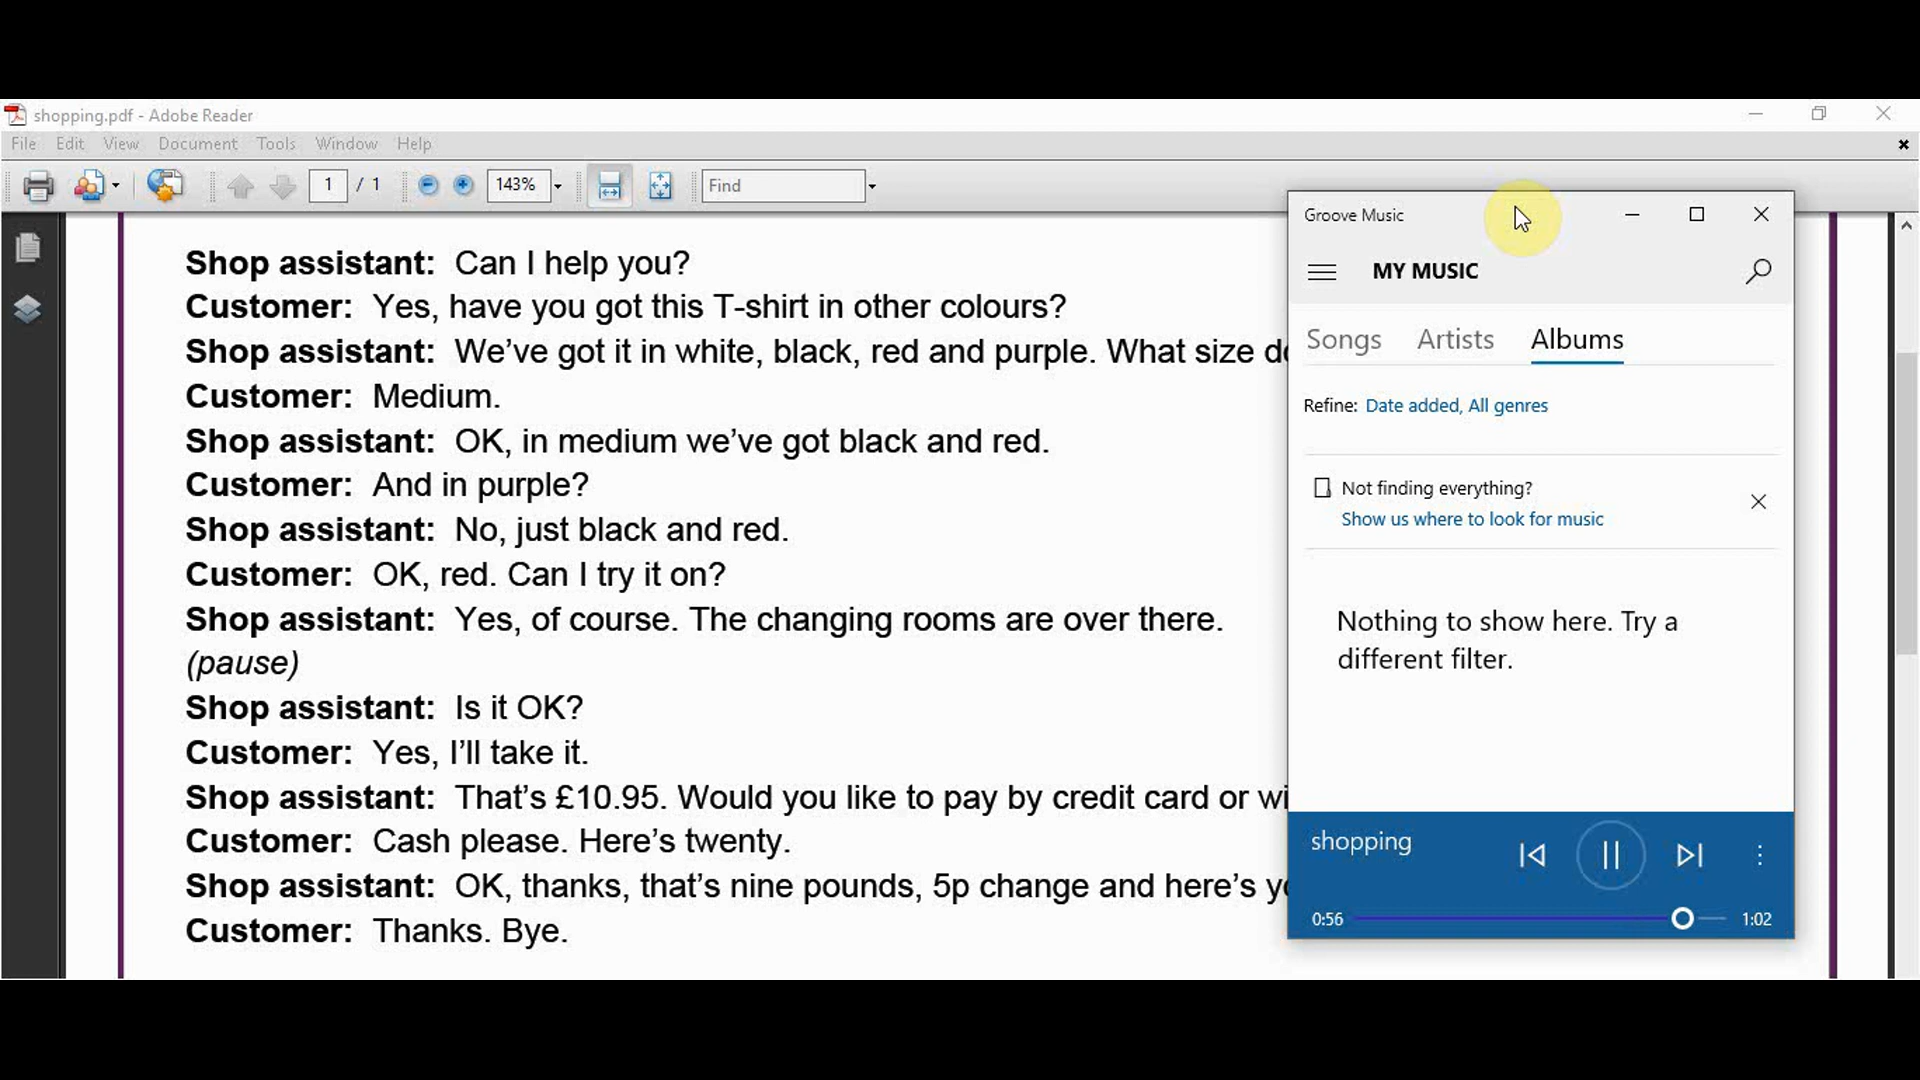 shopping.pdf - Adobe Reader
File Edit View Document Tools Window Help
1 / 1 143% Find
Shop assistant: Can I help you?
Customer: Yes, have you got this T-shirt in other colours?
Shop assistant: We've got it in white, black, red and purple. What size
Customer: Medium.
Shop assistant: OK, in medium we've got black and red.
Customer: And in purple?
Shop assistant: No, just black and red.
Customer: OK, red. Can I try it on?
Shop assistant: Yes, of course. The changing rooms are over there.
(pause)
Shop assistant: Is it OK?
Customer: Yes, I'll take it.
Shop assistant: That's £10.95. Would you like to pay by credit card or
Customer: Cash please. Here's twenty.
Shop assistant: OK, thanks, that's nine pounds, 5p change and here's
Customer: Thanks. Bye.
Groove Music
MY MUSIC
Songs Artists Albums
Refine: Date added, All genres
Not finding everything?
Show us where to look for music
Nothing to show here. Try a
different filter.
shopping
0:56 1:02